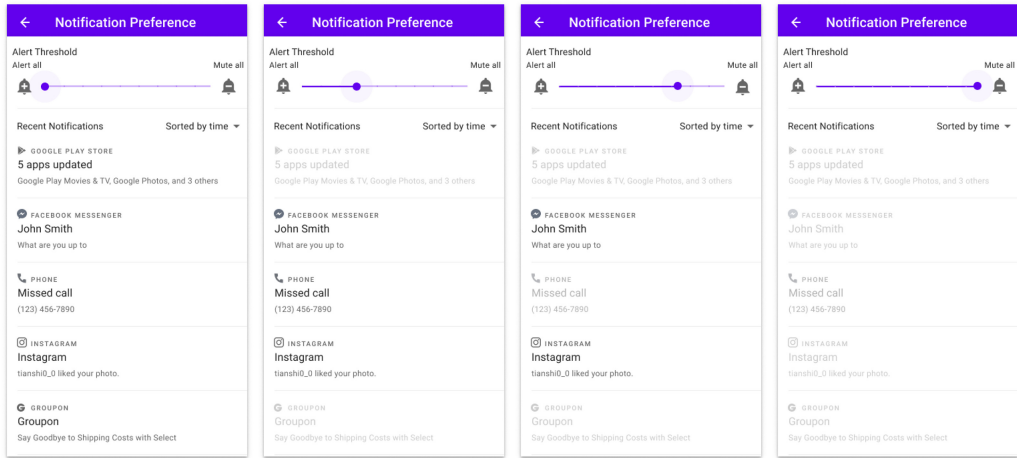 Notification Preference
Alert Threshold
Alert all Mute all
Recent Notifications Sorted by time
GOOGLE PLAY STORE
5 apps updated
Google Play Movies & TV, Google Photos, and 3 others
FACEBOOK MESSENGER
John Smith
What are you up to
PHONE
Missed call
(123) 456-7890
INSTAGRAM
Instagram
tianshi0_0 liked your photo.
GROUPON
Groupon
Say Goodbye to Shipping Costs with Select
Notification Preference
Alert Threshold
Alert all Mute all
Recent Notifications Sorted by time
GOOGLE PLAY STORE
5 apps updated
Google Play Movies & TV, Google Photos, and 3 others
FACEBOOK MESSENGER
John Smith
What are you up to
PHONE
Missed call
(123) 456-7890
INSTAGRAM
Instagram
tianshi0_0 liked your photo.
GROUPON
Groupon
Say Goodbye to Shipping Costs with Select
Notification Preference
Alert Threshold
Alert all Mute all
Recent Notifications Sorted by time
GOOGLE PLAY STORE
5 apps updated
Google Play Movies & TV, Google Photos, and 3 others
FACEBOOK MESSENGER
John Smith
What are you up to
PHONE
Missed call
(123) 456-7890
INSTAGRAM
Instagram
tianshi0_0 liked your photo.
GROUPON
Groupon
Say Goodbye to Shipping Costs with Select
Notification Preference
Alert Threshold
Alert all Mute all
Recent Notifications Sorted by time
GOOGLE PLAY STORE
5 apps updated
Google Play Movies & TV, Google Photos, and 3 others
FACEBOOK MESSENGER
John Smith
What are you up to
PHONE
Missed call
(123) 456-7890
INSTAGRAM
Instagram
tianshi0_0 liked your photo.
GROUPON
Groupon
Say Goodbye to Shipping Costs with Select